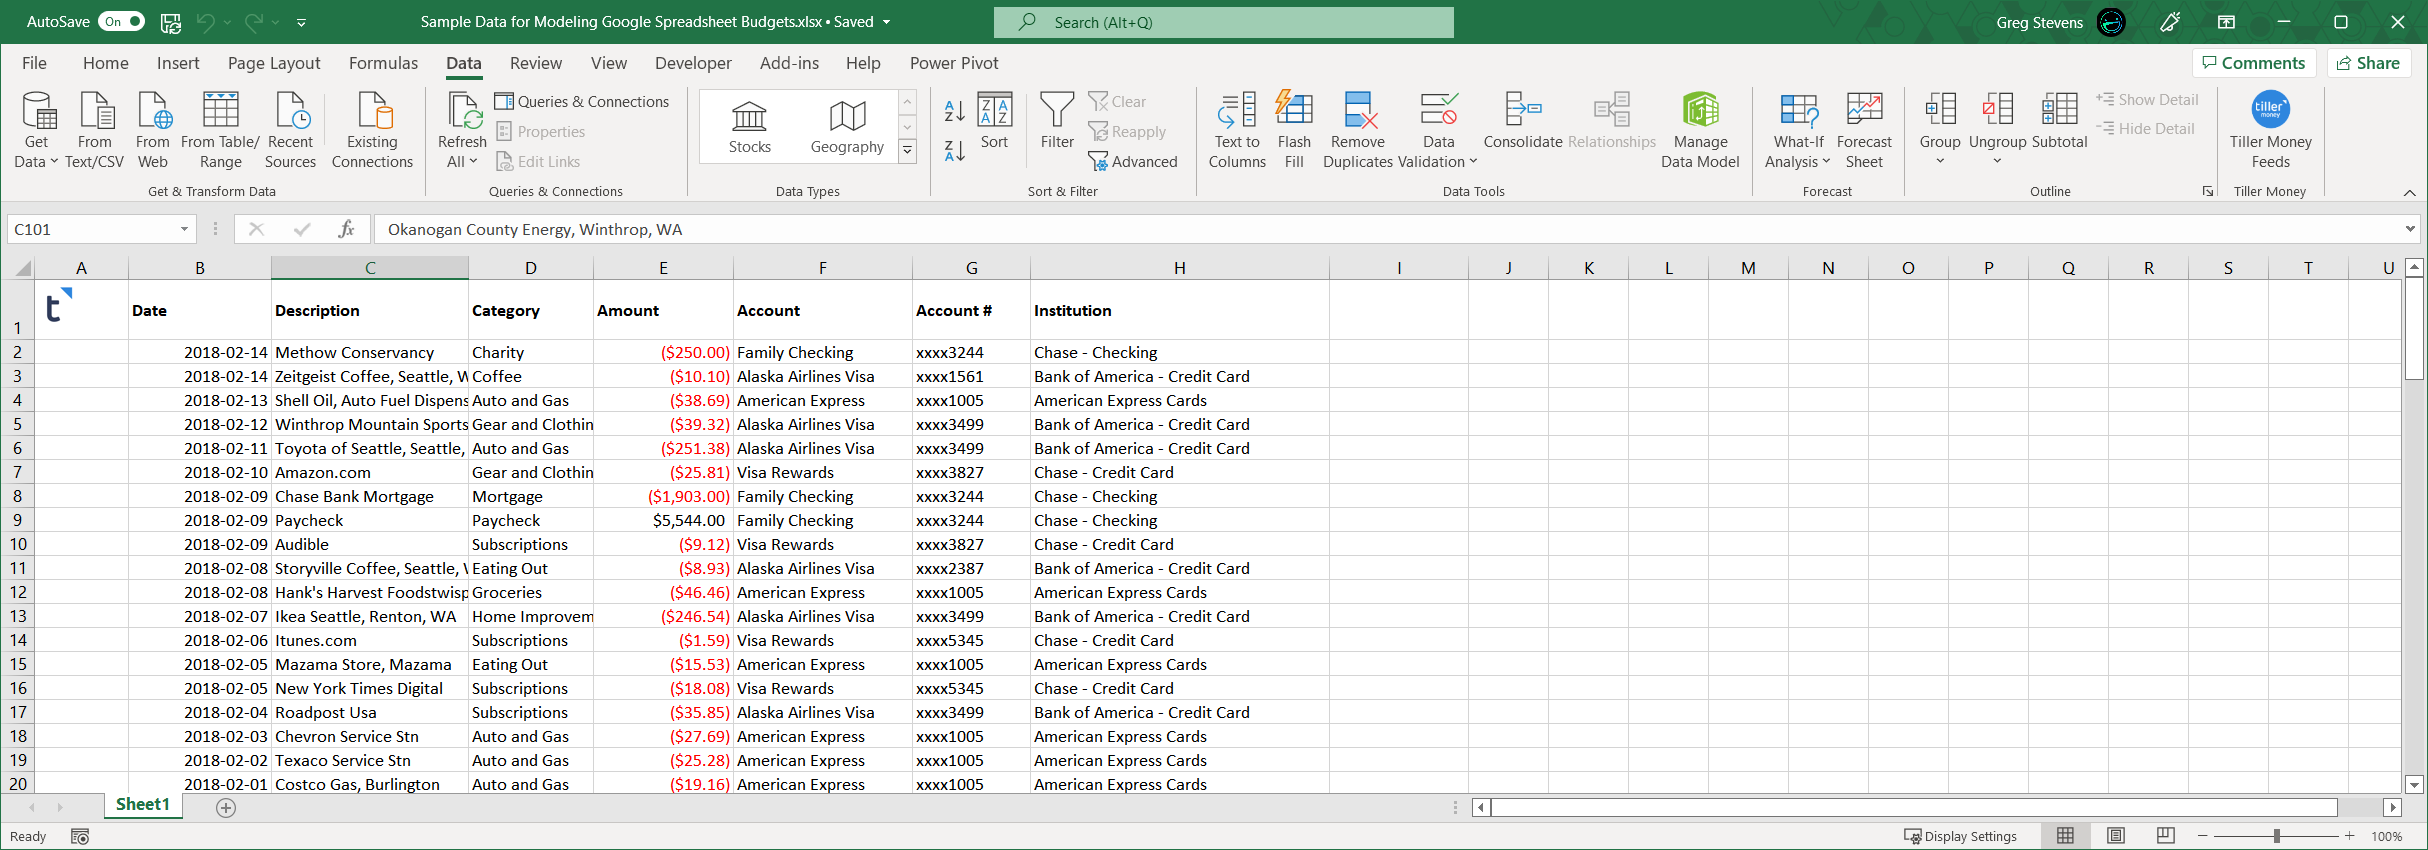 AutoSave On Sample Data for Modeling Google Spreadsheet Budgets.xlsx • Saved Search (Alt+Q) Greg Stevens
File Home Insert Page Layout Formulas Data Review View Developer Add-ins Help Power Pivot Comments Share
Get Data From Text/CSV From Web From Table/ Range Recent Sources Existing Connections
Get & Transform Data
Refresh All Queries & Connections
Properties
Edit Links
Queries & Connections
Stocks Geography
Data Types
Sort Filter Clear
Reapply
Advanced
Sort & Filter
Text to Columns Flash Fill Remove Duplicates Data Validation Consolidate Relationships Manage Data Model
Data Tools
What-If Analysis Forecast Sheet
Forecast
Group Ungroup Subtotal Show Detail
Hide Detail
Outline
tiller money
Tiller Money Feeds
Tiller Money
C101 fx Okanogan County Energy, Winthrop, WA
A B C D E F G H I J K L M N O P Q R S T U
1 t Date Description Category Amount Account Account # Institution
2 2018-02-14 Methow Conservancy Charity ($250.00) Family Checking xxxx3244 Chase - Checking
3 2018-02-14 Zeitgeist Coffee, Seattle, W Coffee ($10.10) Alaska Airlines Visa xxxx1561 Bank of America - Credit Card
4 2018-02-13 Shell Oil, Auto Fuel Dispens Auto and Gas ($38.69) American Express xxxx1005 American Express Cards
5 2018-02-12 Winthrop Mountain Sports Gear and Clothin ($39.32) Alaska Airlines Visa xxxx3499 Bank of America - Credit Card
6 2018-02-11 Toyota of Seattle, Seattle, Auto and Gas ($251.38) Alaska Airlines Visa xxxx3499 Bank of America - Credit Card
7 2018-02-10 Amazon.com Gear and Clothin ($25.81) Visa Rewards xxxx3827 Chase - Credit Card
8 2018-02-09 Chase Bank Mortgage Mortgage ($1,903.00) Family Checking xxxx3244 Chase - Checking
9 2018-02-09 Paycheck Paycheck $5,544.00 Family Checking xxxx3244 Chase - Checking
10 2018-02-09 Audible Subscriptions ($9.12) Visa Rewards xxxx3827 Chase - Credit Card
11 2018-02-08 Storyville Coffee, Seattle, Eating Out ($8.93) Alaska Airlines Visa xxxx2387 Bank of America - Credit Card
12 2018-02-08 Hank's Harvest Foodstwisp Groceries ($46.46) American Express xxxx1005 American Express Cards
13 2018-02-07 Ikea Seattle, Renton, WA Home Improvem ($246.54) Alaska Airlines Visa xxxx3499 Bank of America - Credit Card
14 2018-02-06 Itunes.com Subscriptions ($1.59) Visa Rewards xxxx5345 Chase - Credit Card
15 2018-02-05 Mazama Store, Mazama Eating Out ($15.53) American Express xxxx1005 American Express Cards
16 2018-02-05 New York Times Digital Subscriptions ($18.08) Visa Rewards xxxx5345 Chase - Credit Card
17 2018-02-04 Roadpost Usa Subscriptions ($35.85) Alaska Airlines Visa xxxx3499 Bank of America - Credit Card
18 2018-02-03 Chevron Service Stn Auto and Gas ($27.69) American Express xxxx1005 American Express Cards
19 2018-02-02 Texaco Service Stn Auto and Gas ($25.28) American Express xxxx1005 American Express Cards
20 2018-02-01 Costco Gas, Burlington Auto and Gas ($19.16) American Express xxxx1005 American Express Cards
Sheet1
Ready Display Settings 100%